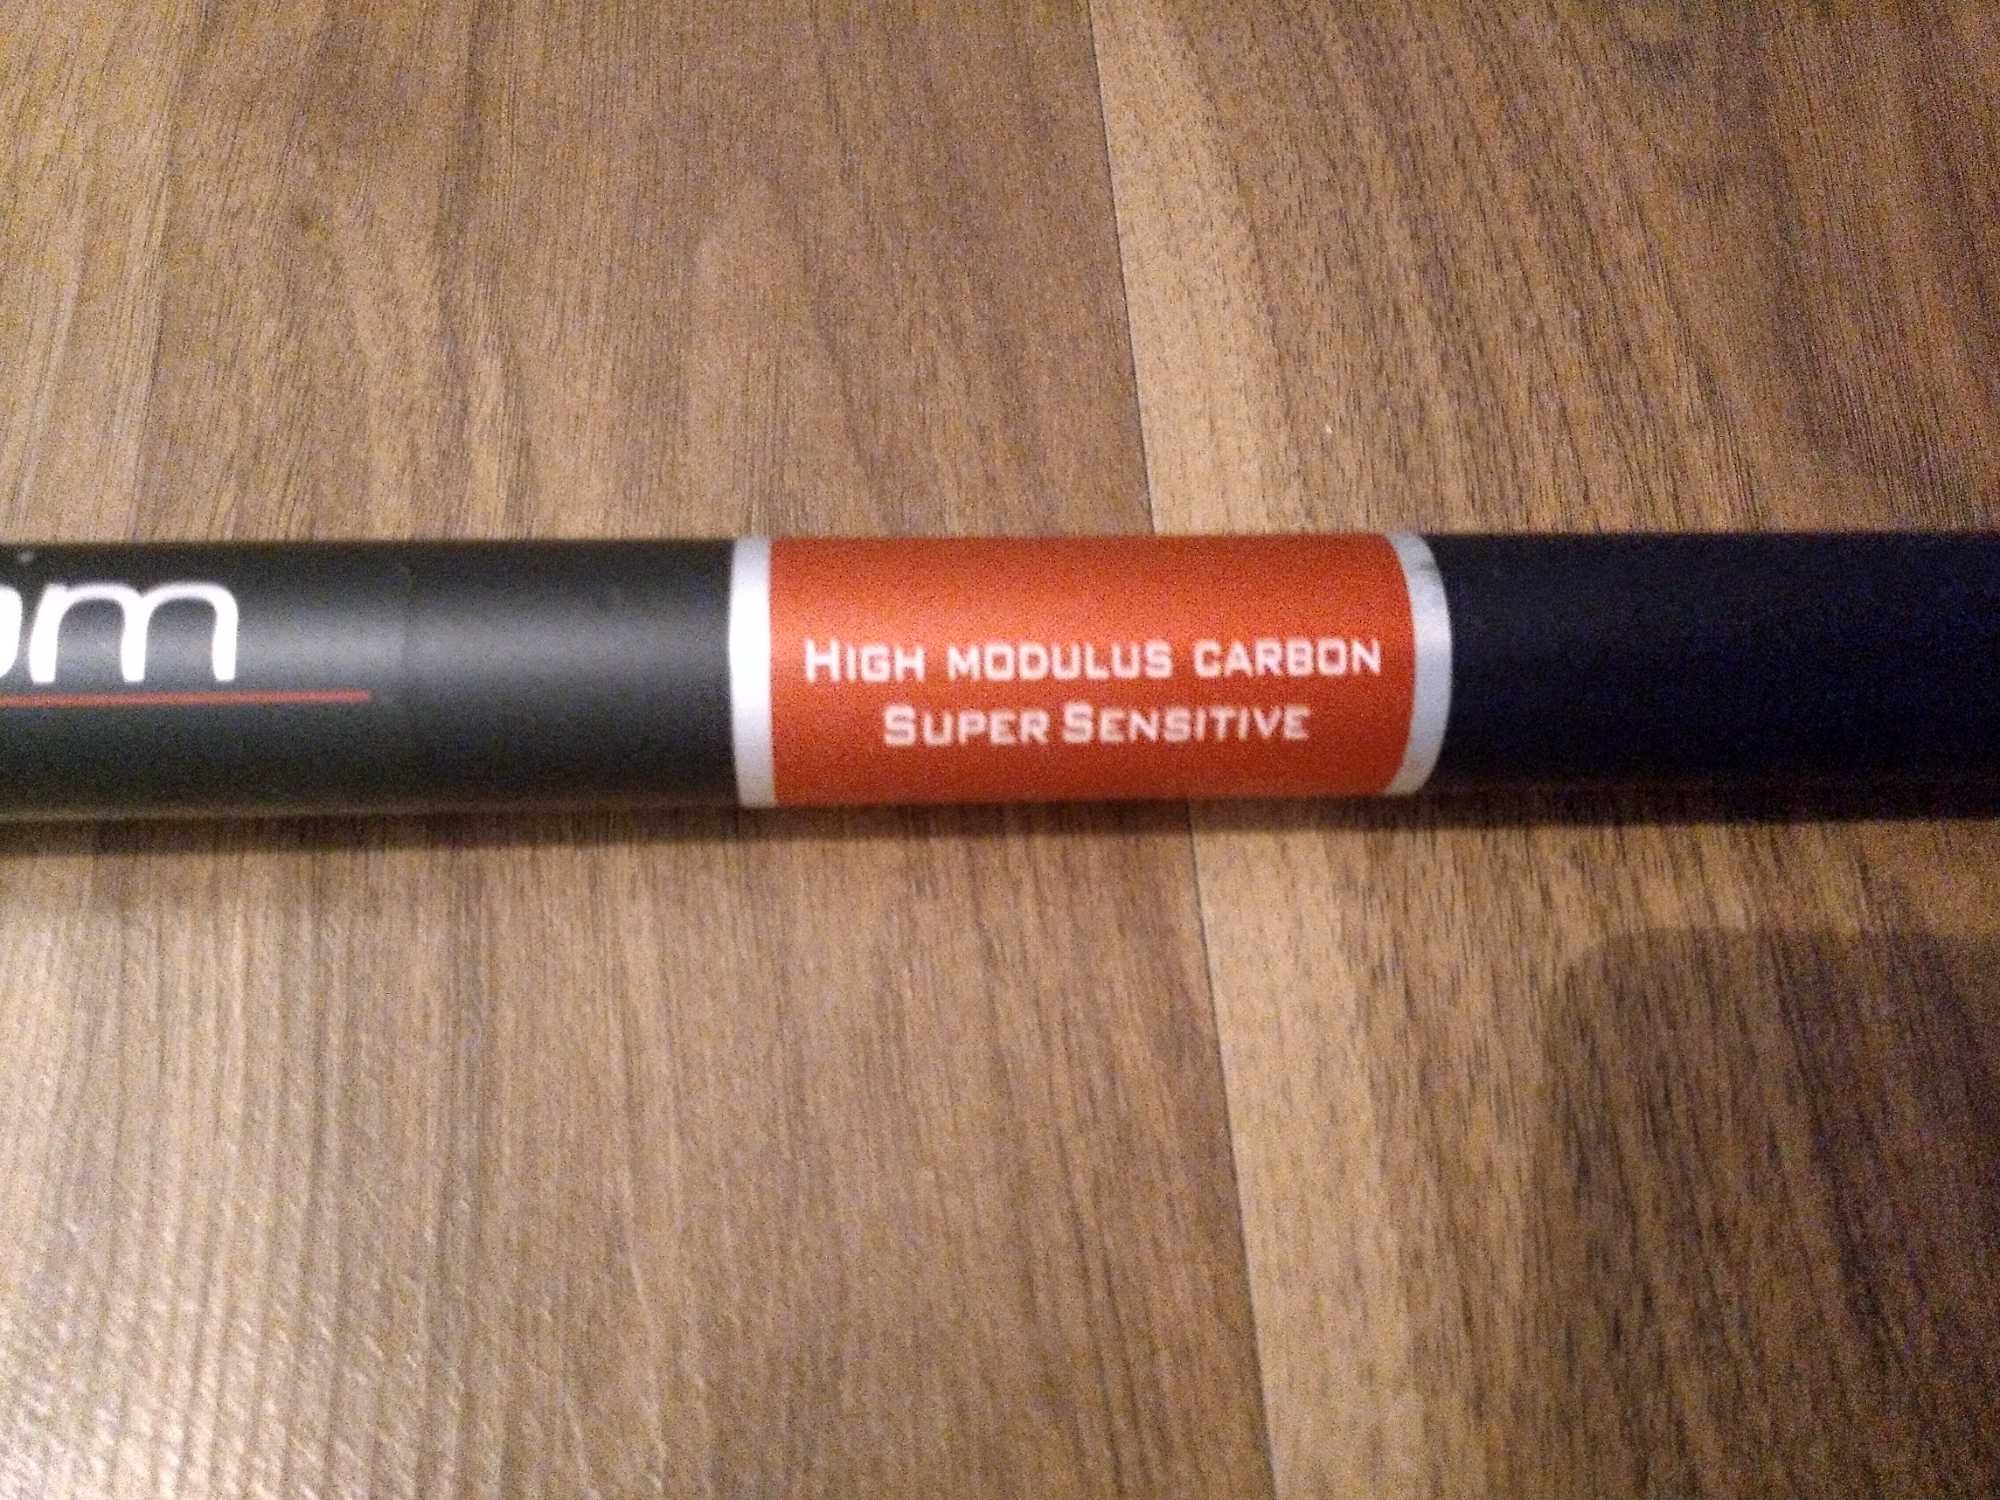 High modulus carbon
Super Sensitive